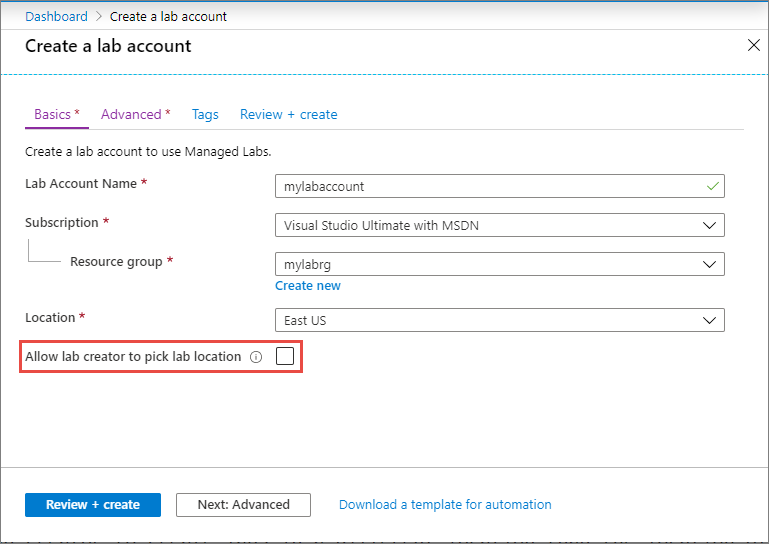 Dashboard > Create a lab account
Create a lab account
Basics * Advanced * Tags Review + create
Create a lab account to use Managed Labs.
Lab Account Name * mylabaccount
Subscription * Visual Studio Ultimate with MSDN
Resource group * mylabrg
Create new
Location * East US
Allow lab creator to pick lab location
Review + create Next: Advanced Download a template for automation